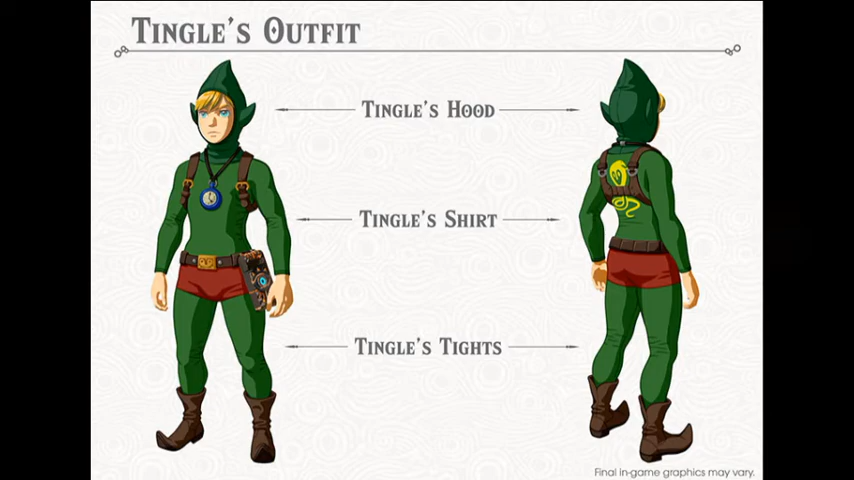 Tingle's Outfit
Tingle's Hood
Tingle's Shirt
Tingle's Tights
Final in-game graphics may vary.